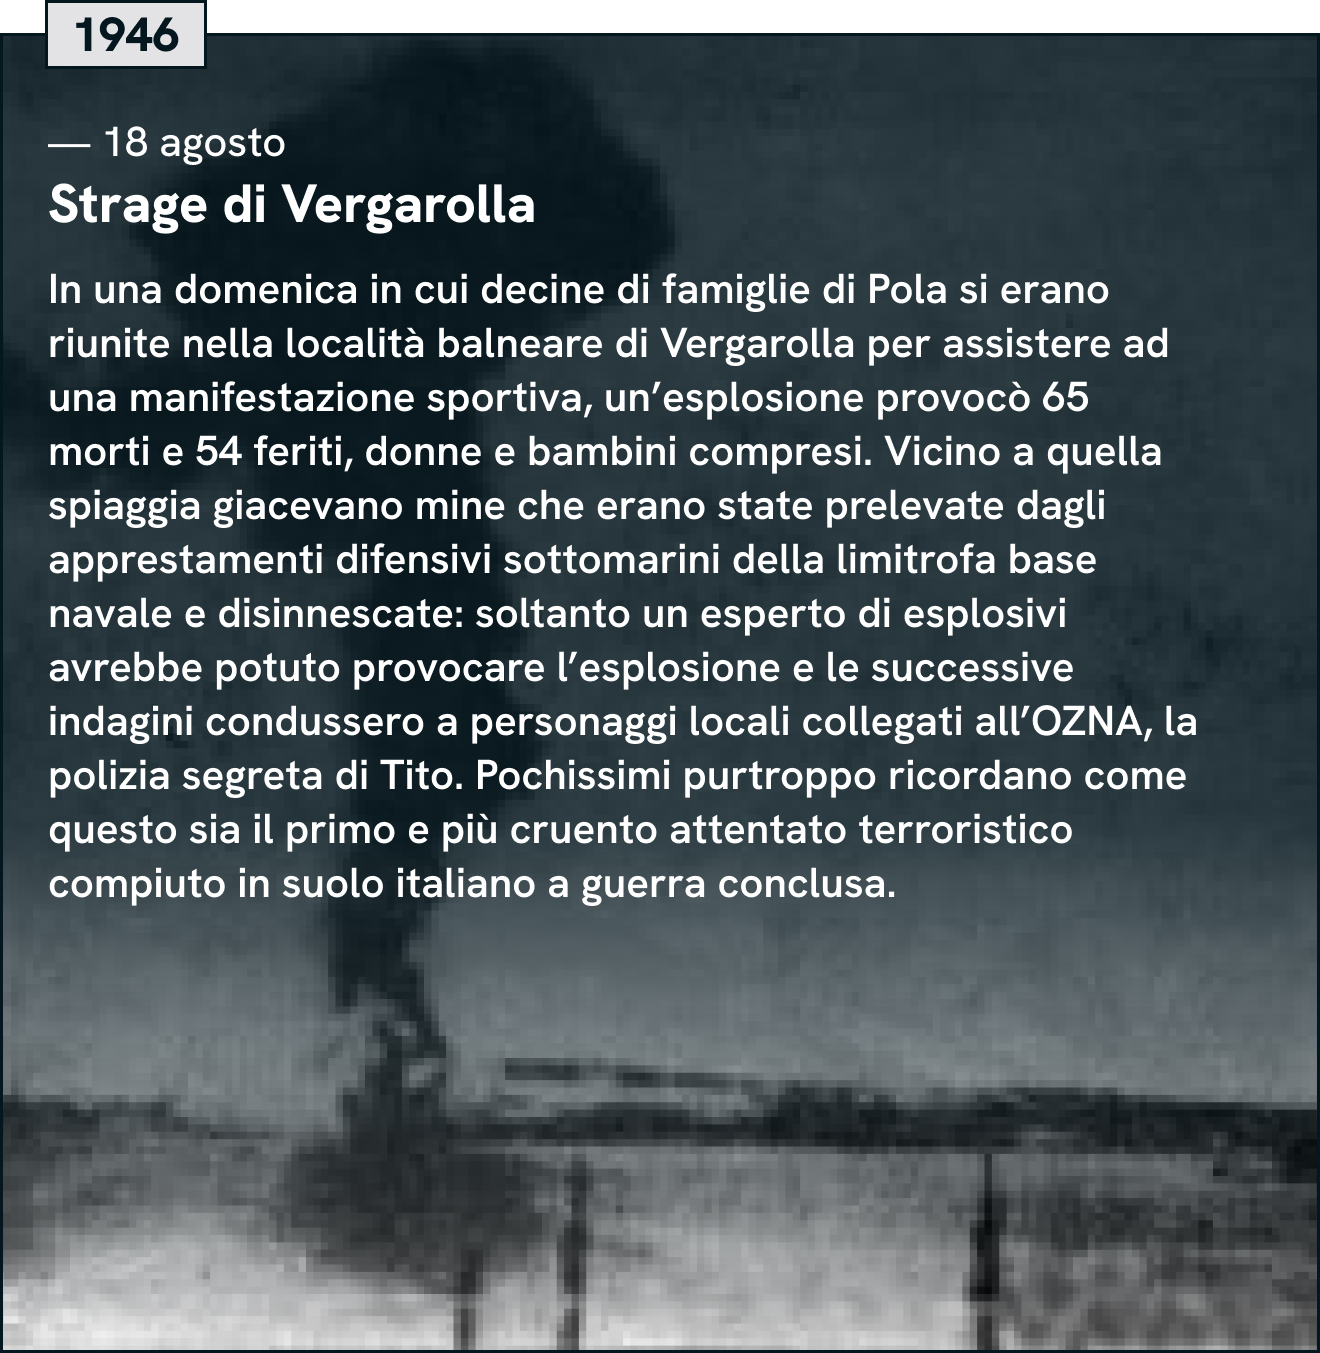 1946
— 18 agosto
Strage di Vergarolla
In una domenica in cui decine di famiglie di Pola si erano
riunite nella località balneare di Vergarolla per assistere ad
una manifestazione sportiva, un’esplosione provocò 65
morti e 54 feriti, donne e bambini compresi. Vicino a quella
spiaggia giacevano mine che erano state prelevate dagli
apprestamenti difensivi sottomarini della limitrofa base
navale e disinnescate: soltanto un esperto di esplosivi
avrebbe potuto provocare l’esplosione e le successive
indagini condussero a personaggi locali collegati all’OZNA, la
polizia segreta di Tito. Pochissimi purtroppo ricordano come
questo sia il primo e più cruento attentato terroristico
compiuto in suolo italiano a guerra conclusa.